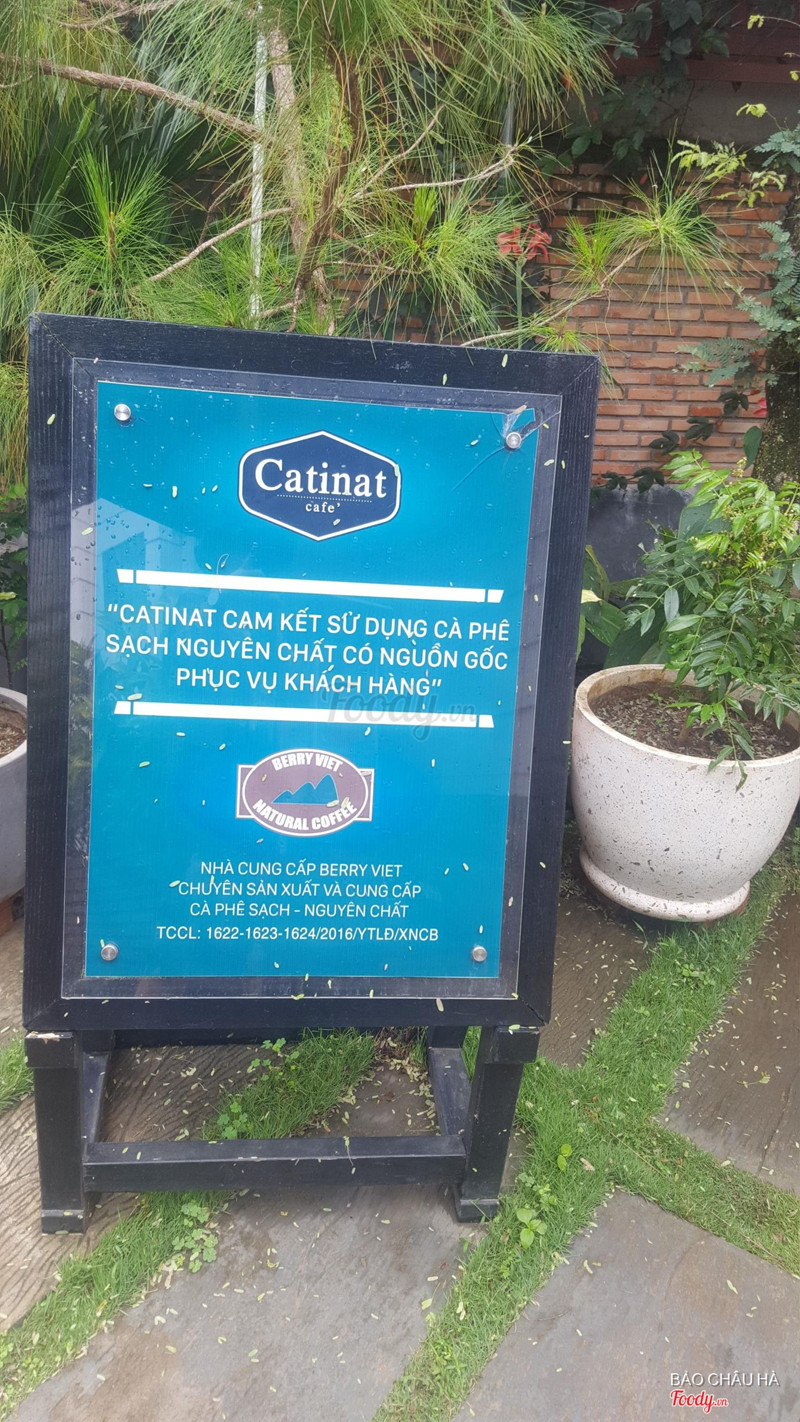 Catinat
cafe'
"CATINAT CAM KẾT SỬ DỤNG CÀ PHÊ
SẠCH NGUYÊN CHẤT CÓ NGUỒN GỐC
PHỤC VỤ KHÁCH HÀNG"
Foody.vn
BERRY VIET
NATURAL COFFEE
NHÀ CUNG CẤP BERRY VIET
CHUYÊN SẢN XUẤT VÀ CUNG CẤP
CÀ PHÊ SẠCH - NGUYÊN CHẤT
TCCL: 1622-1623-1624/2016/YTLĐ/XNCB
BẢO CHÂU HÀ
Foody.vn